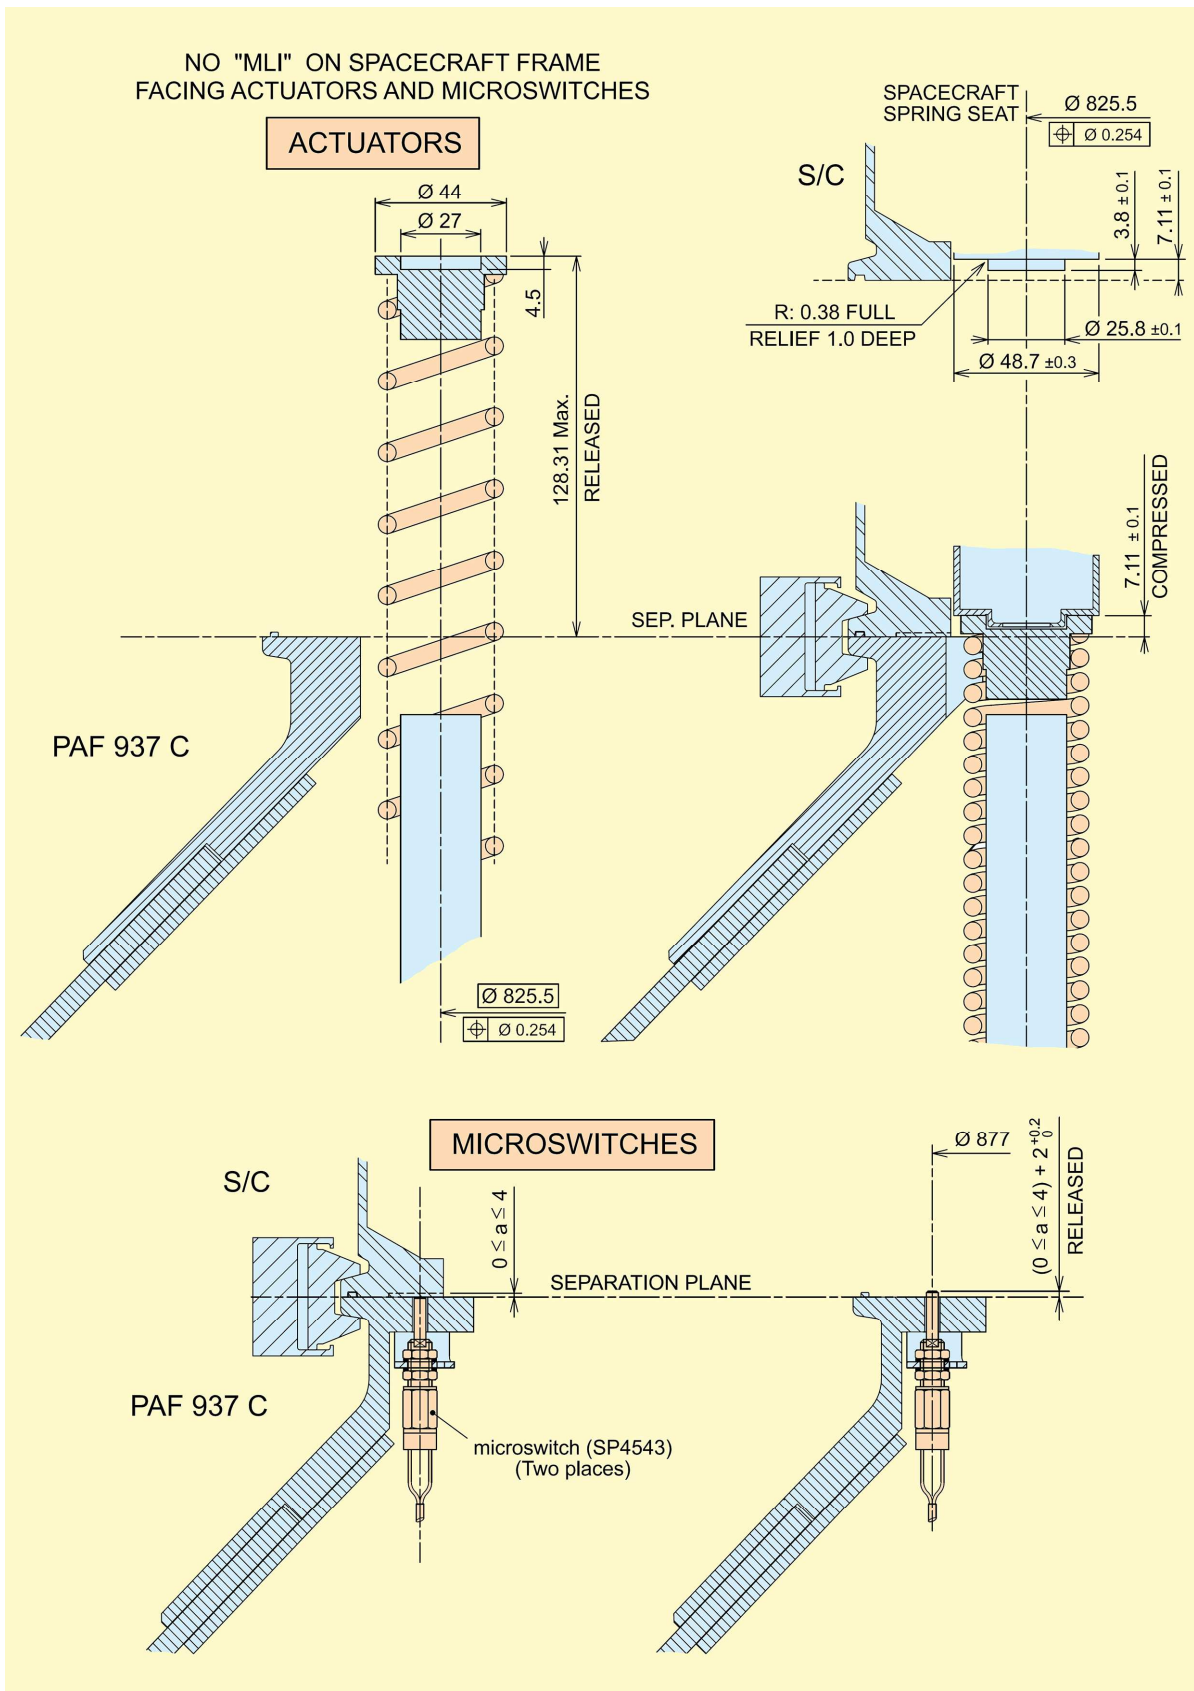 NO "MLI" ON SPACECRAFT FRAME
FACING ACTUATORS AND MICROSWITCHES
ACTUATORS
Ø 44
Ø 27
4.5
128.31 Max.
RELEASED
SPACECRAFT
SPRING SEAT
Ø 825.5
⌖ Ø 0.254
S/C
3.8 ± 0.1
7.11 ± 0.1
R: 0.38 FULL
RELIEF 1.0 DEEP
Ø 25.8 ±0.1
Ø 48.7 ±0.3
7.11 ± 0.1
COMPRESSED
SEP. PLANE
PAF 937 C
Ø 825.5
⌖ Ø 0.254
MICROSWITCHES
S/C
0 ≤ a ≤ 4
Ø 877
(0 ≤ a ≤ 4) + 2 +0.2 0
RELEASED
SEPARATION PLANE
PAF 937 C
microswitch (SP4543)
(Two places)